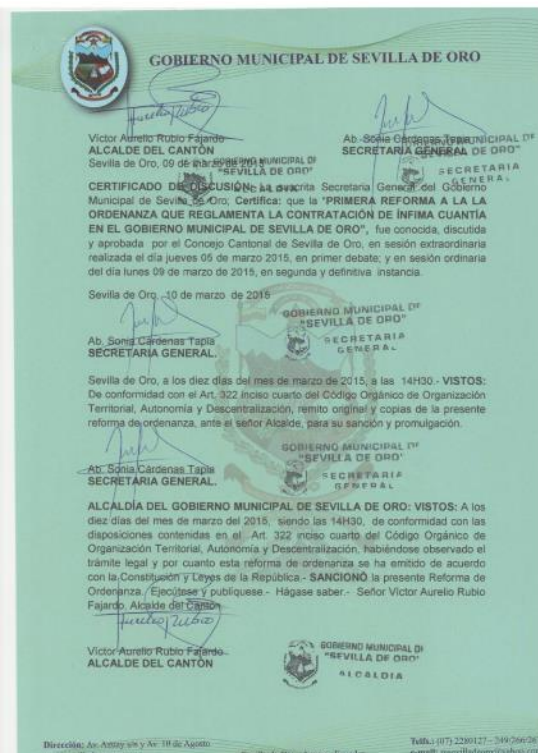 GOBIERNO MUNICIPAL DE SEVILLA DE ORO
Aurelio Rubio
Víctor Aurelio Rubio Fajardo
ALCALDE DEL CANTÓN
Ab. Sonia Cárdenas Tapia
SECRETARIA GENERAL
Sevilla de Oro, 09 de marzo de 2015
SECRETARIA
GENERAL
CERTIFICADO DE DISCUSIÓN: La suscrita Secretaria General del Gobierno
Municipal de Sevilla de Oro; Certifica: que la "PRIMERA REFORMA A LA LA
ORDENANZA QUE REGLAMENTA LA CONTRATACIÓN DE ÍNFIMA CUANTÍA
EN EL GOBIERNO MUNICIPAL DE SEVILLA DE ORO", fue conocida, discutida
y aprobada por el Concejo Cantonal de Sevilla de Oro, en sesión extraordinaria
realizada el día jueves 05 de marzo 2015, en primer debate; y en sesión ordinaria
del día lunes 09 de marzo de 2015, en segunda y definitiva instancia.
Sevilla de Oro, 10 de marzo de 2015
GOBIERNO MUNICIPAL DE
"SEVILLA DE ORO"
SECRETARIA
GENERAL
Ab. Sonia Cárdenas Tapia
SECRETARIA GENERAL.
Sevilla de Oro, a los diez días del mes de marzo de 2015, a las 14H30.- VISTOS:
De conformidad con el Art. 322 inciso cuarto del Código Orgánico de Organización
Territorial, Autonomía y Descentralización, remito original y copias de la presente
reforma de ordenanza, ante el señor Alcalde, para su sanción y promulgación.
GOBIERNO MUNICIPAL
"SEVILLA DE ORO"
SECRETARIA
GENERAL
Ab. Sonia Cárdenas Tapia
SECRETARIA GENERAL.
ALCALDÍA DEL GOBIERNO MUNICIPAL DE SEVILLA DE ORO: VISTOS: A los
diez días del mes de marzo del 2015, siendo las 14H30, de conformidad con las
disposiciones contenidas en el Art. 322 inciso cuarto del Código Orgánico de
Organización Territorial, Autonomía y Descentralización, habiéndose observado el
trámite legal y por cuanto esta reforma de ordenanza se ha emitido de acuerdo
con la Constitución y Leyes de la República.- SANCIONÓ la presente Reforma de
Ordenanza. Ejecútese y publíquese.- Hágase saber.- Señor Víctor Aurelio Rubio
Fajardo, Alcalde del Cantón
Aurelio Rubio
Víctor Aurelio Rubio Fajardo
ALCALDE DEL CANTÓN
GOBIERNO MUNICIPAL DE
"SEVILLA DE ORO"
ALCALDIA
Dirección: Av. Azuay s/n y Av. 10 de Agosto
Telfs.: (07) 2280127